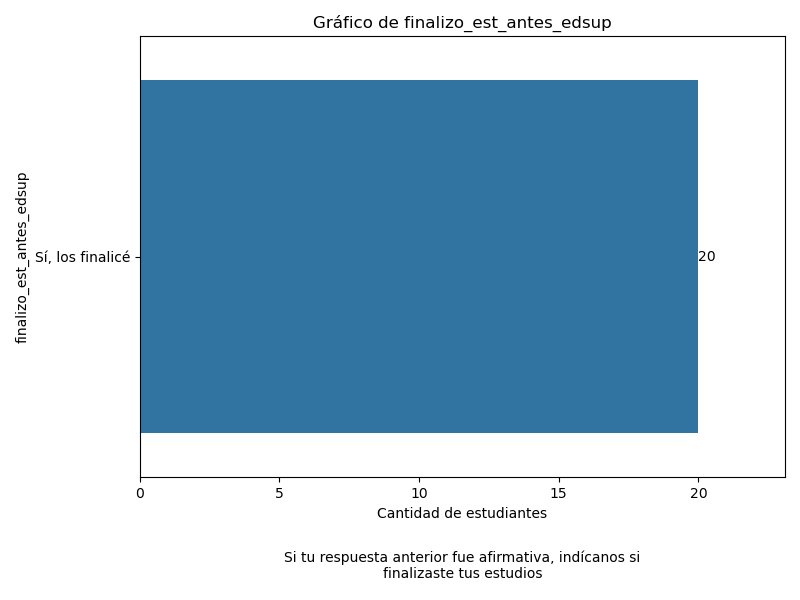 Gráfico de finalizo_est_antes_edsup
finalizo_est_antes_edsup
Sí, los finalicé
20
0
5
10
15
20
Cantidad de estudiantes
Si tu respuesta anterior fue afirmativa, indícanos si
finalizaste tus estudios